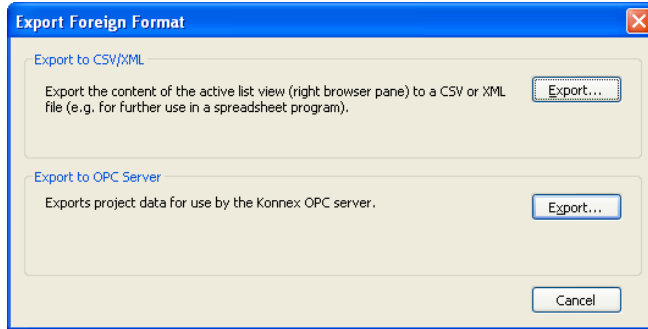 Export Foreign Format
Export to CSV/XML
Export the content of the active list view (right browser pane) to a CSV or XML
file (e.g. for further use in a spreadsheet program).
Export...
Export to OPC Server
Exports project data for use by the Konnex OPC server.
Export...
Cancel